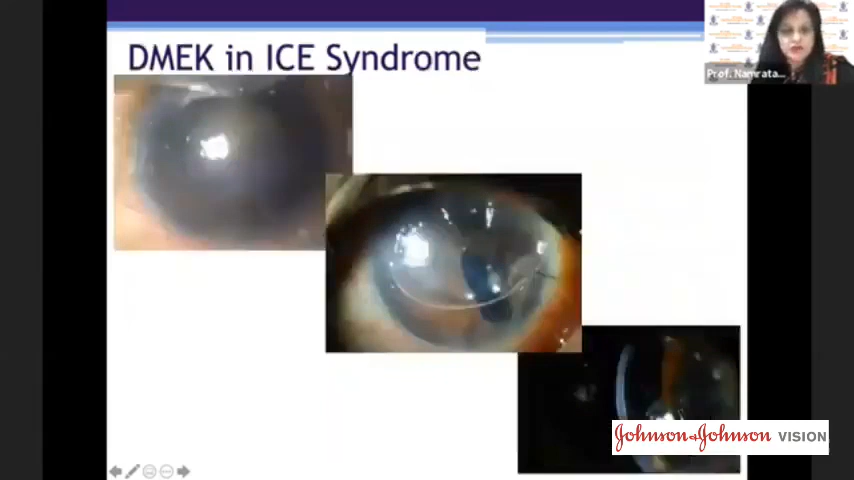 DMEK in ICE Syndrome
Prof. Namrata...
Johnson & Johnson VISION